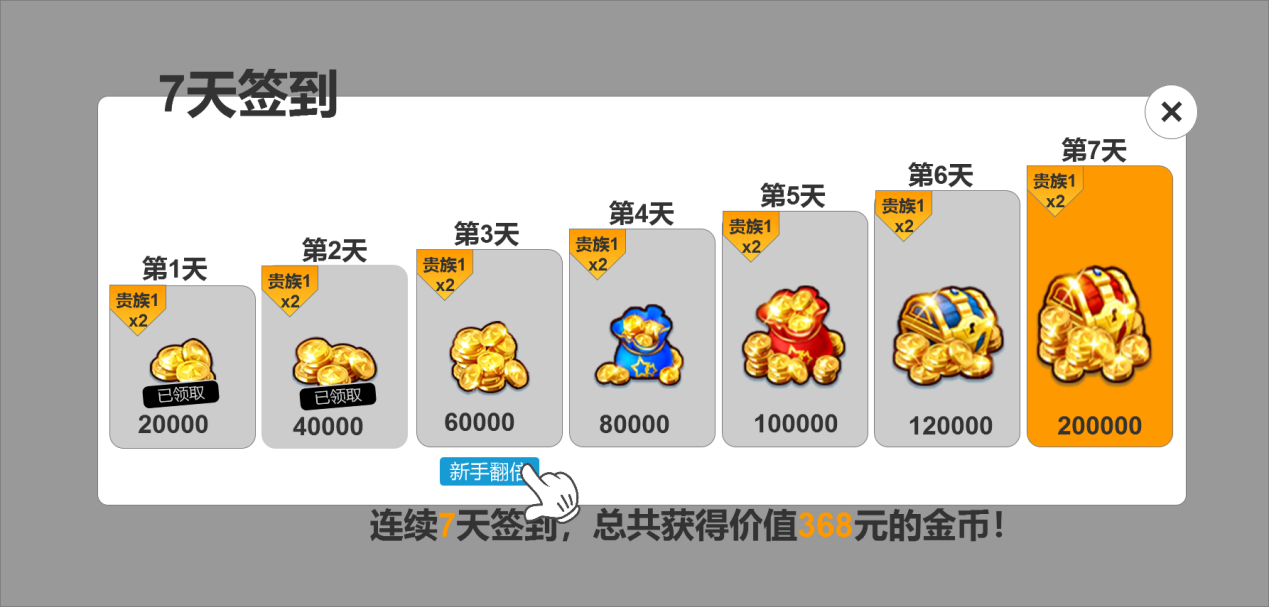 7天签到
第1天
贵族1
x2
已领取
20000
第2天
贵族1
x2
已领取
40000
第3天
贵族1
x2
60000
第4天
贵族1
x2
80000
第5天
贵族1
x2
100000
第6天
贵族1
x2
120000
第7天
贵族1
x2
200000
新手翻倍
连续7天签到，总共获得价值368元的金币！